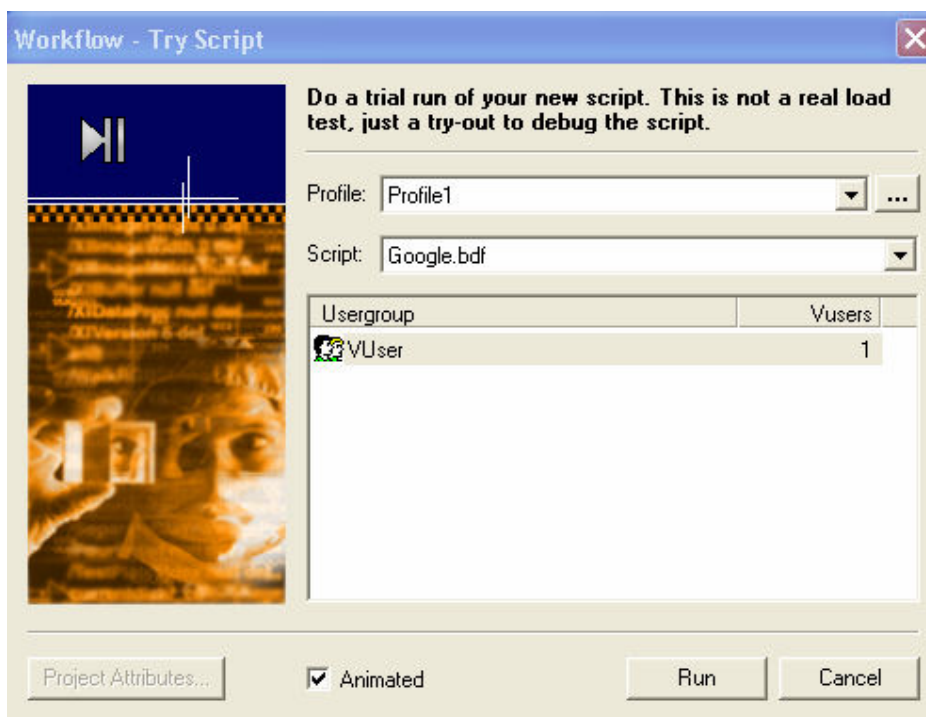 Workflow - Try Script
Do a trial run of your new script. This is not a real load
test, just a try-out to debug the script.
Profile: Profile1 ...
Script: Google.bdf
Usergroup Vusers
VUser 1
Project Attributes... Animated Run Cancel